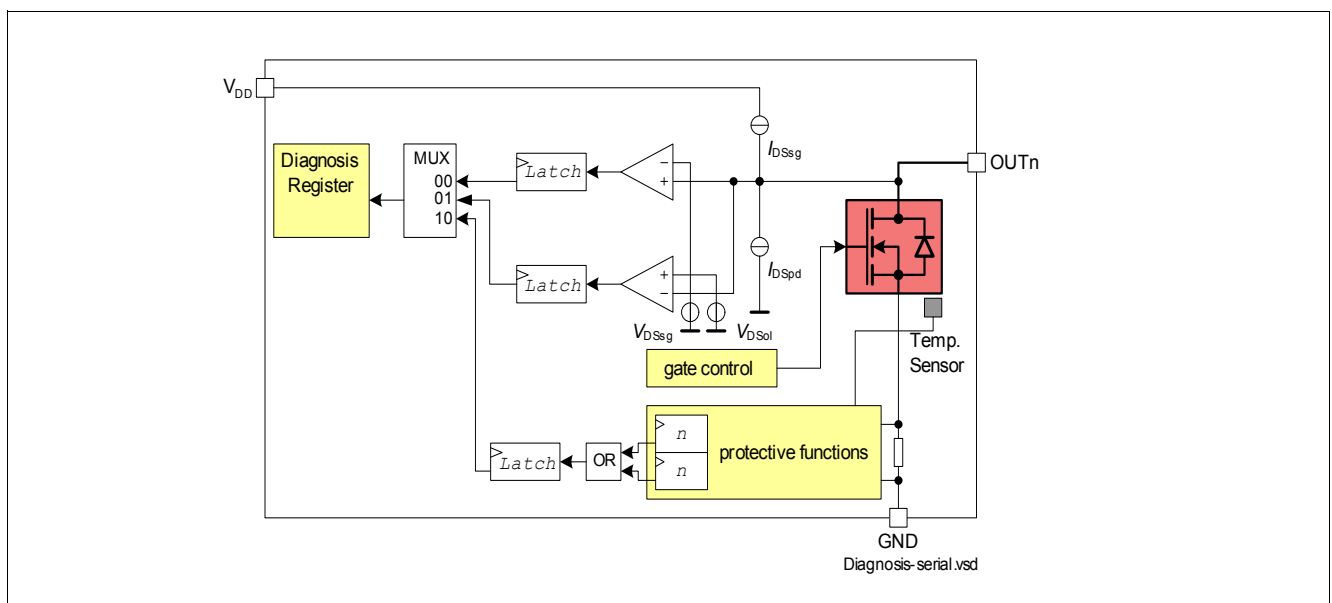 VDD
IDSsg
OUTn
Diagnosis
Register
MUX
00
01
10
Latch
−
+
Latch
+
−
IDSpd
VDSsg
VDSol
Temp.
Sensor
gate control
n
n
protective functions
Latch
OR
GND
Diagnosis-serial.vsd